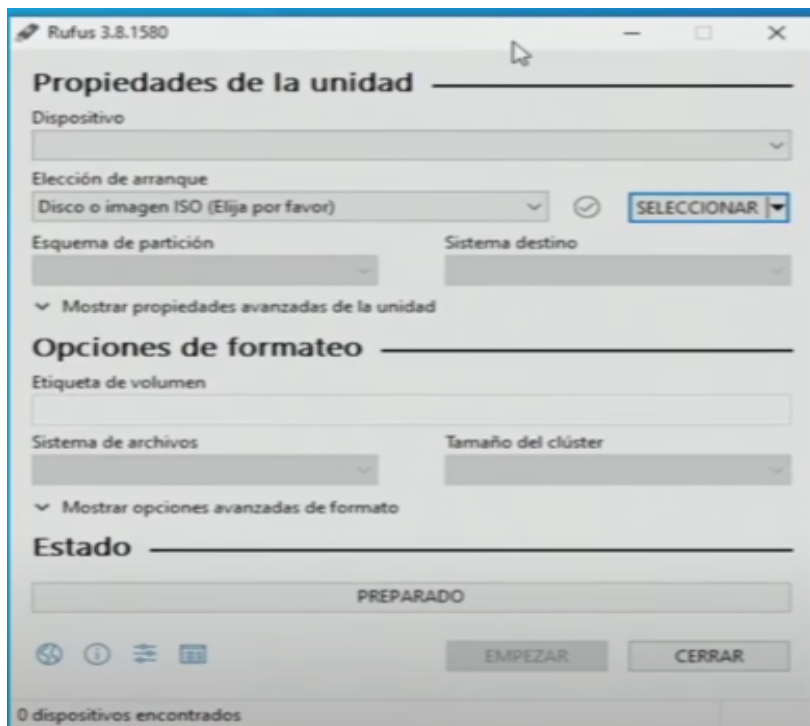 Rufus 3.8.1580
Propiedades de la unidad
Dispositivo
Elección de arranque
Disco o imagen ISO (Elija por favor)
SELECCIONAR
Esquema de partición
Sistema destino
Mostrar propiedades avanzadas de la unidad
Opciones de formateo
Etiqueta de volumen
Sistema de archivos
Tamaño del clúster
Mostrar opciones avanzadas de formato
Estado
PREPARADO
EMPEZAR
CERRAR
0 dispositivos encontrados